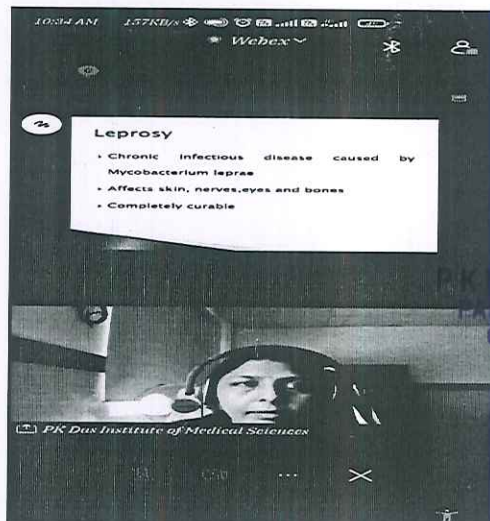 10:34 AM 157KB/s
Webex
Leprosy
• Chronic infectious disease caused by
Mycobacterium leprae
• Affects skin, nerves,eyes and bones
• Completely curable
PK Das Institute of Medical Sciences